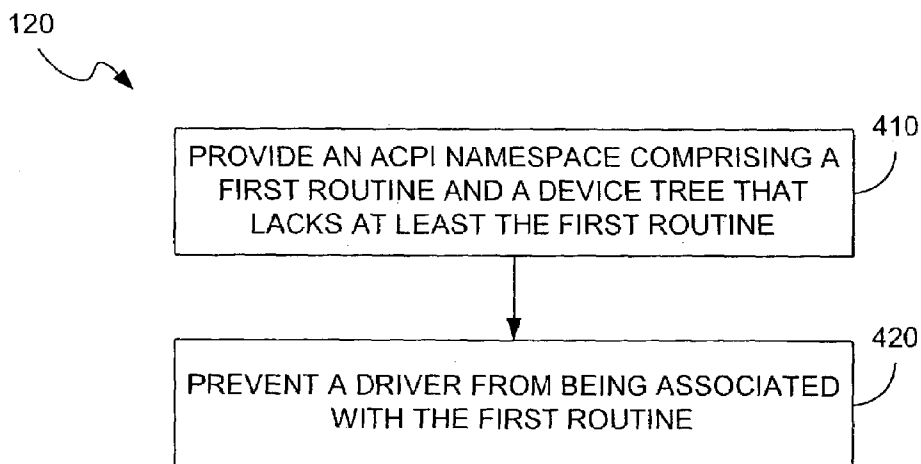 120
410
PROVIDE AN ACPI NAMESPACE COMPRISING A
FIRST ROUTINE AND A DEVICE TREE THAT
LACKS AT LEAST THE FIRST ROUTINE
420
PREVENT A DRIVER FROM BEING ASSOCIATED
WITH THE FIRST ROUTINE